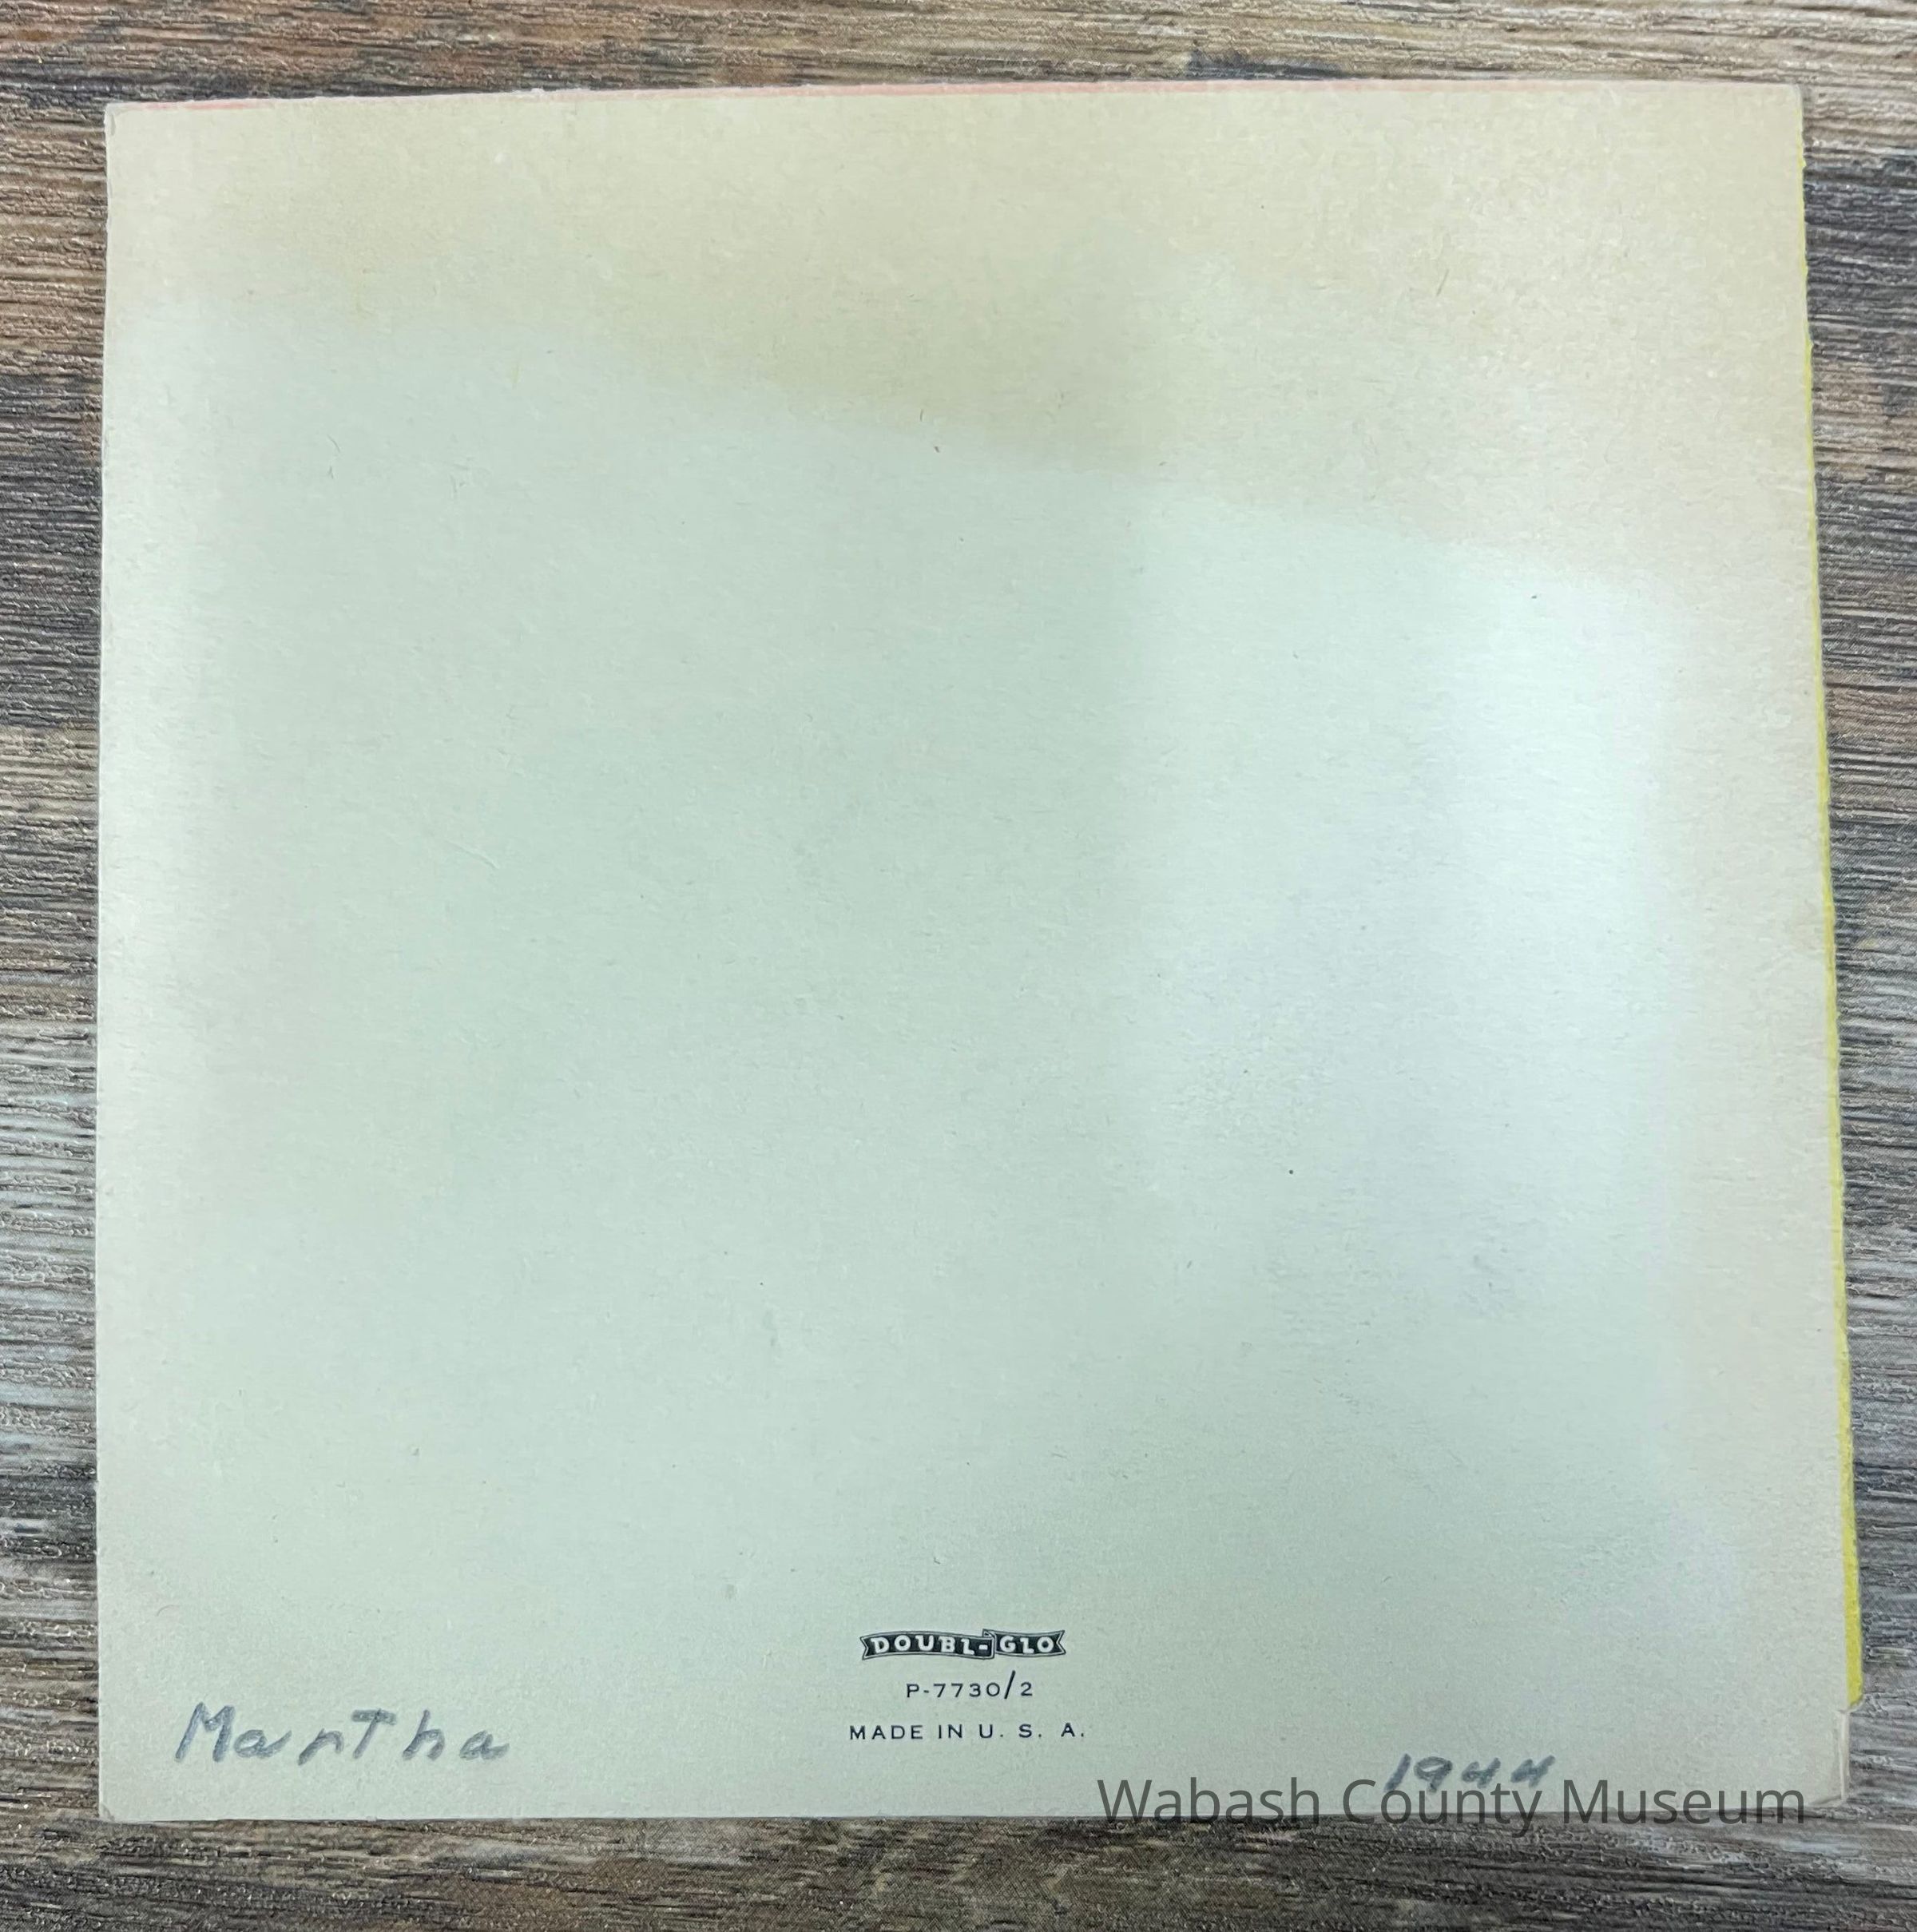 DOUBL-GLO
P-7730/2
MADE IN U. S. A.
Martha
1944
Wabash County Museum